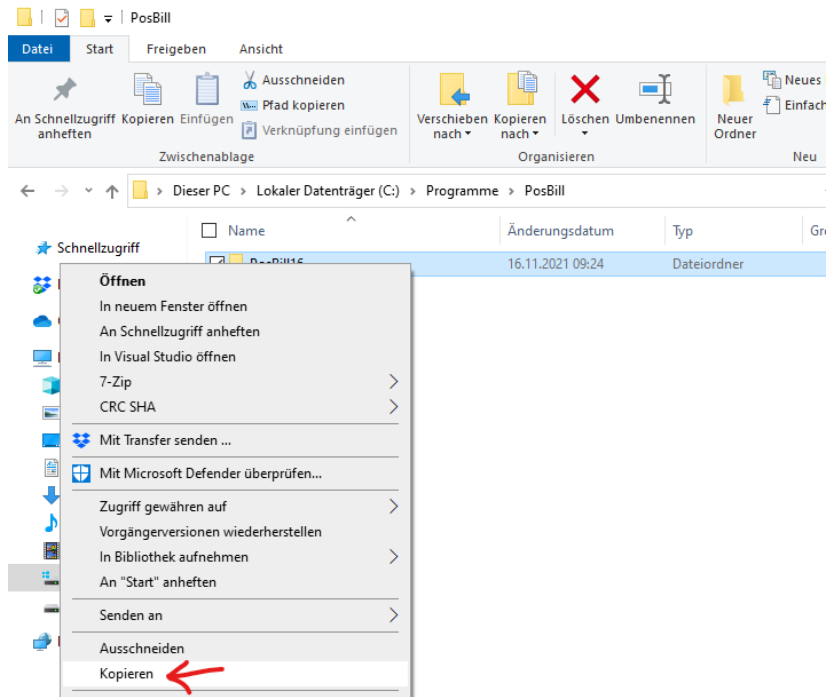 PosBill
Datei Start Freigeben Ansicht
An Schnellzugriff anheften
Kopieren
Einfügen
Ausschneiden
Pfad kopieren
Verknüpfung einfügen
Zwischenablage
Verschieben nach
Kopieren nach
Löschen
Umbenennen
Organisieren
Neuer Ordner
Neues
Einfach
Neu
Dieser PC > Lokaler Datenträger (C:) > Programme > PosBill
Name Änderungsdatum Typ
Schnellzugriff
PosBill16 16.11.2021 09:24 Dateiordner
Öffnen
In neuem Fenster öffnen
An Schnellzugriff anheften
In Visual Studio öffnen
7-Zip
CRC SHA
Mit Transfer senden ...
Mit Microsoft Defender überprüfen...
Zugriff gewähren auf
Vorgängerversionen wiederherstellen
In Bibliothek aufnehmen
An "Start" anheften
Senden an
Ausschneiden
Kopieren